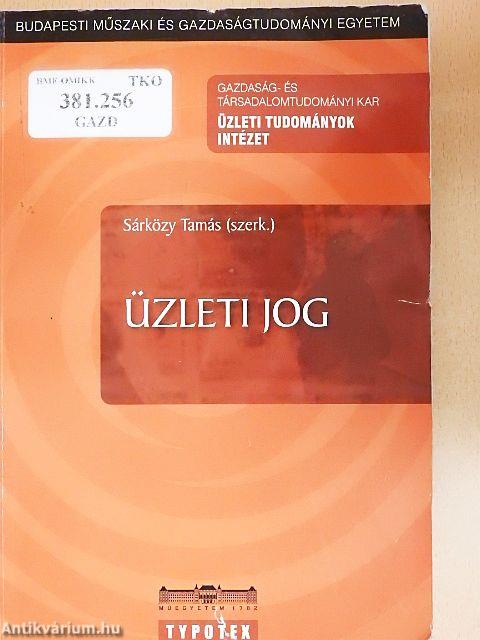 BUDAPESTI MŰSZAKI ÉS GAZDASÁGTUDOMÁNYI EGYETEM
BME-OMIKK TKO
381.256
GAZD
GAZDASÁG- ÉS
TÁRSADALOMTUDOMÁNYI KAR
ÜZLETI TUDOMÁNYOK
INTÉZET
Sárközy Tamás (szerk.)
ÜZLETI JOG
MŰEGYETEM 1782
TYPOTEX
Antikvárium.hu